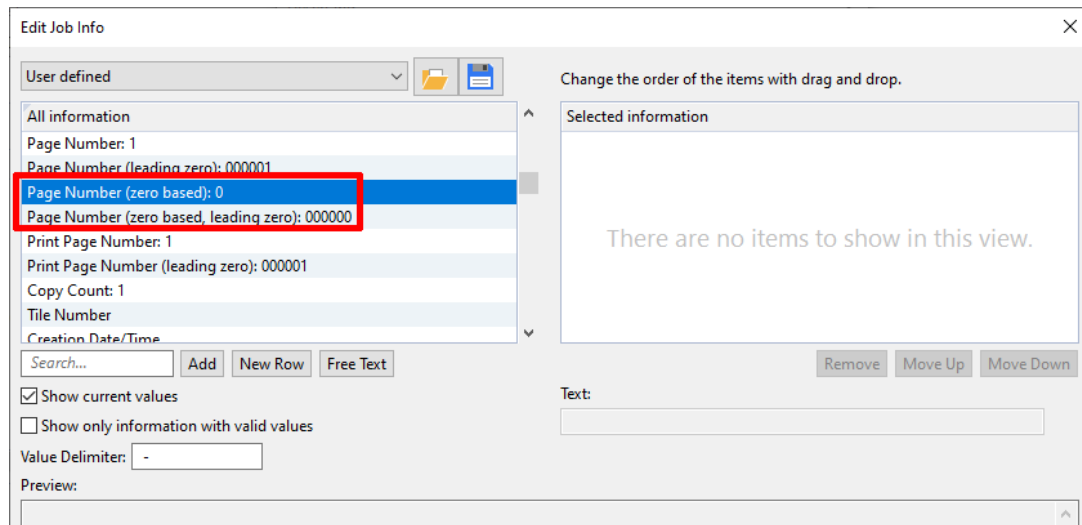 Edit Job Info
User defined
Change the order of the items with drag and drop.
All information
Page Number: 1
Page Number (leading zero): 000001
Page Number (zero based): 0
Page Number (zero based, leading zero): 000000
Print Page Number: 1
Print Page Number (leading zero): 000001
Copy Count: 1
Tile Number
Creation Date/Time
Selected information
There are no items to show in this view.
Search...
Add
New Row
Free Text
Remove
Move Up
Move Down
Show current values
Text:
Show only information with valid values
Value Delimiter: -
Preview: